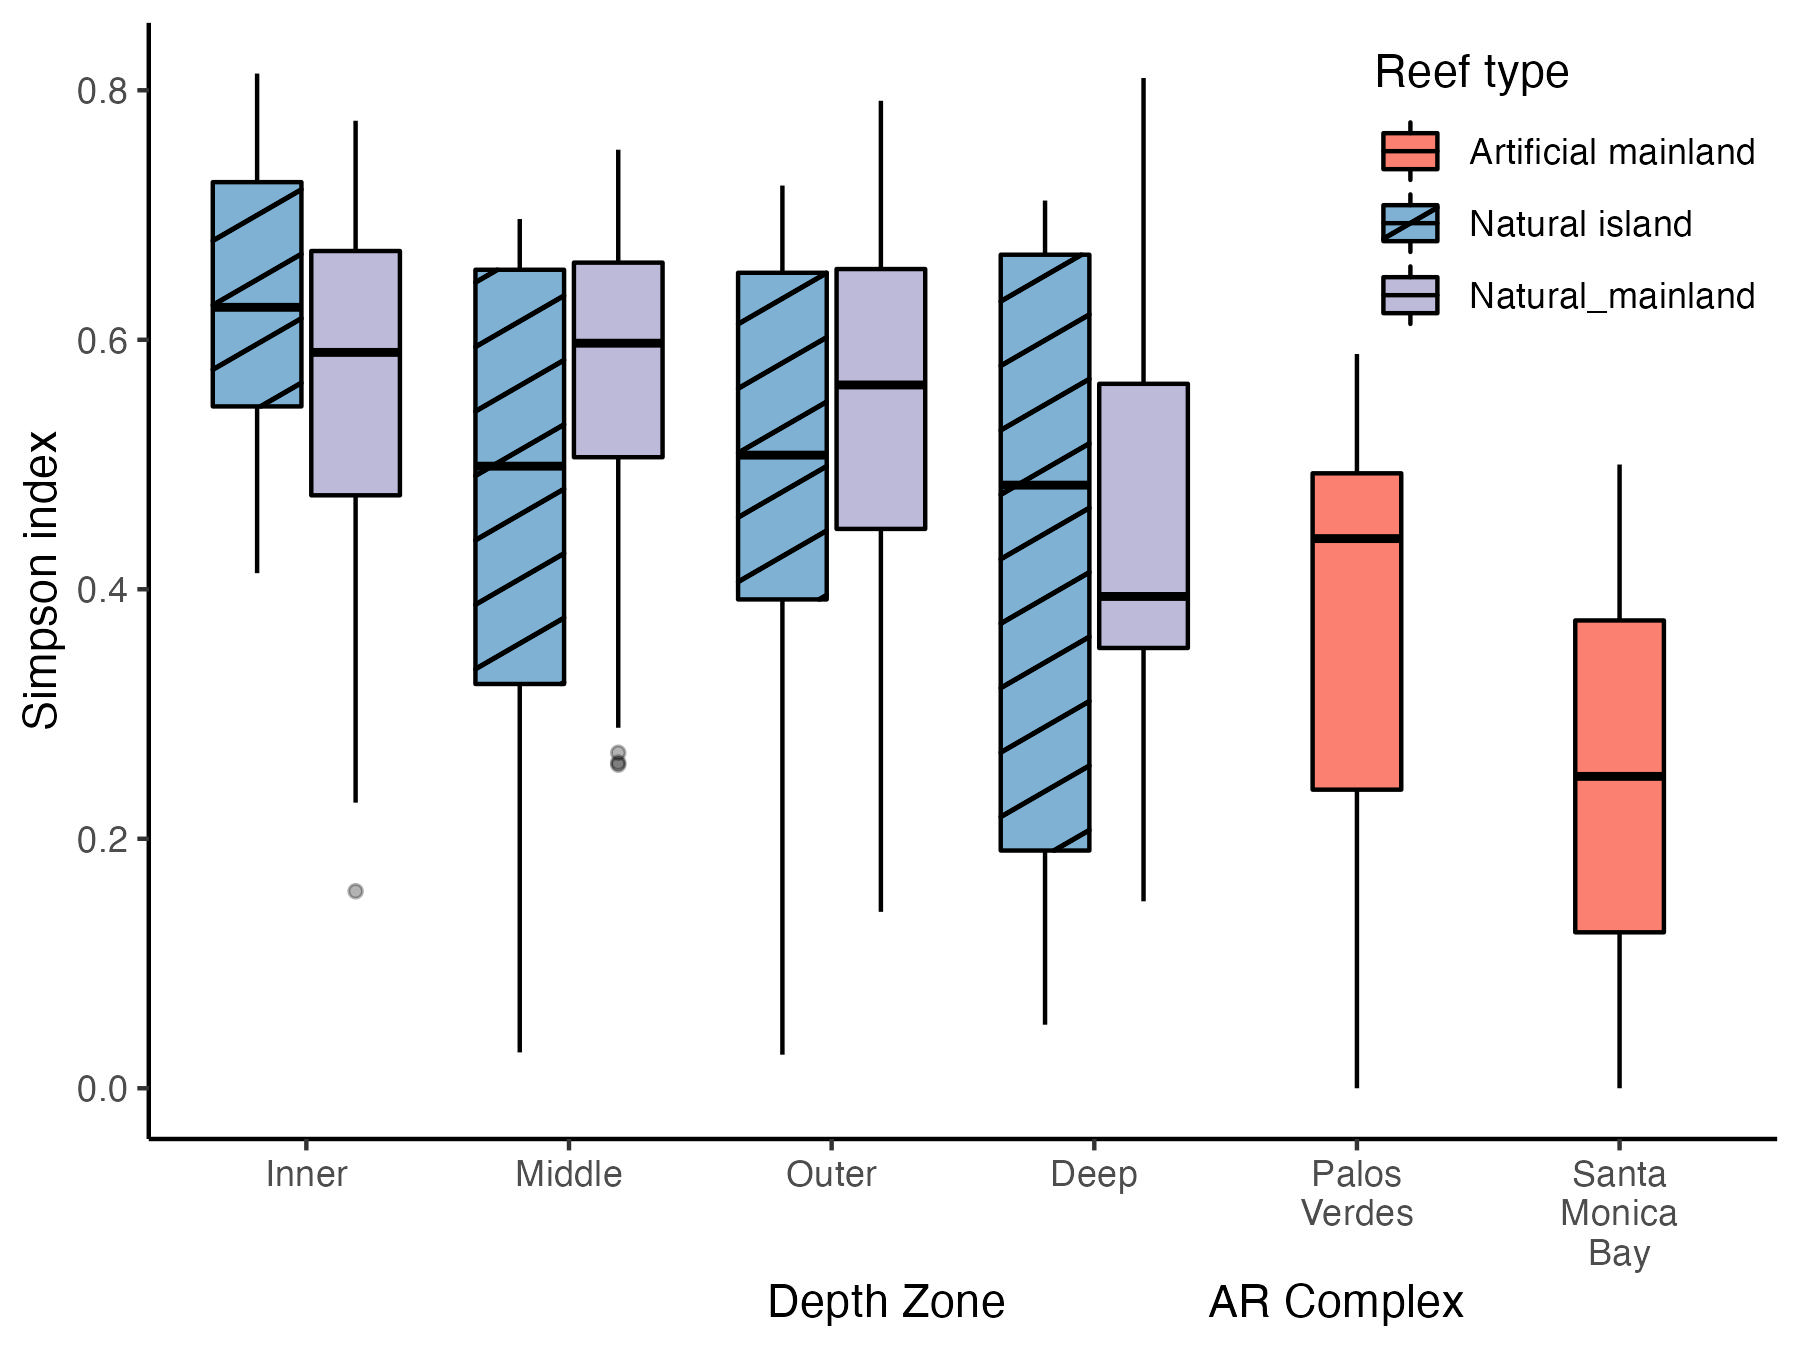 Reef type
Artificial mainland
Natural island
Natural_mainland
Simpson index
0.8
0.6
0.4
0.2
0.0
Inner
Middle
Outer
Deep
Palos
Verdes
Santa
Monica
Bay
Depth Zone
AR Complex